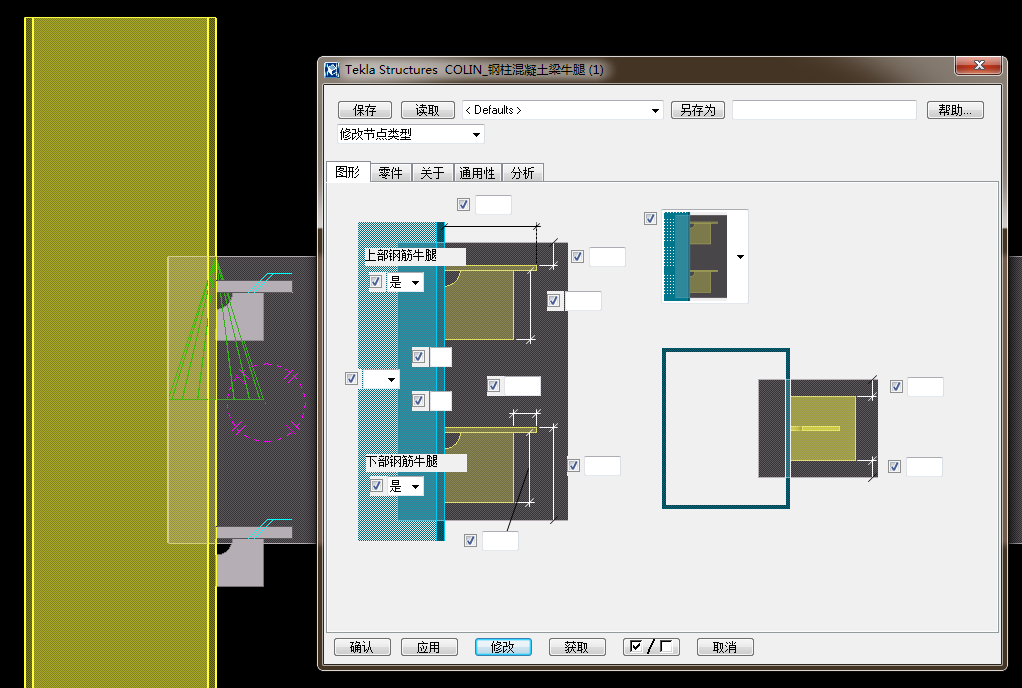 Tekla Structures  COLIN_钢柱混凝土梁牛腿 (1)
保存 读取 <Defaults> 另存为 帮助...
修改节点类型
图形 零件 关于 通用性 分析
上部钢筋牛腿
是
下部钢筋牛腿
是
确认 应用 修改 获取 / 取消